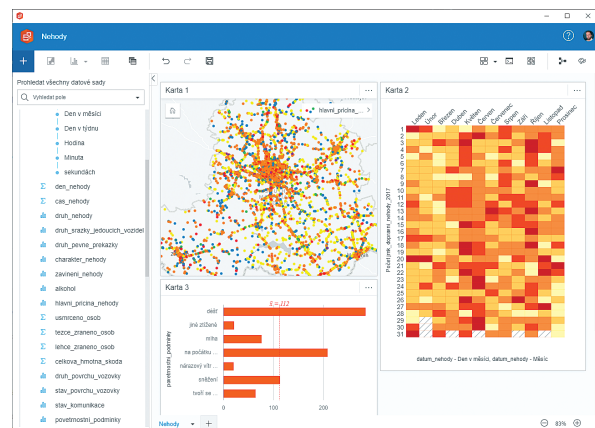 Nehody
Prohledat všechny datové sady
Vyhledat pole
Den v měsíci
Den v týdnu
Hodina
Minuta
sekundách
den_nehody
cas_nehody
druh_nehody
druh_srazky_jedoucich_vozidel
druh_pevne_prekazky
charakter_nehody
zavineni_nehody
alkohol
hlavni_pricina_nehody
usmrceno_osob
tezce_zraneno_osob
lehce_zraneno_osob
celkova_hmotna_skoda
druh_povrchu_vozovky
stav_povrchu_vozovky
stav_komunikace
povetrnostni_podminky
Karta 1
hlavni_pricina_...
Karta 2
Leden
Únor
Březen
Duben
Květen
Červen
Červenec
Srpen
Září
Říjen
Listopad
Prosinec
1
2
3
4
5
6
7
8
9
10
11
12
13
14
15
16
17
18
19
20
21
22
23
24
25
26
27
28
29
30
31
datum_nehody - Den v měsíci, datum_nehody - Měsíc
Karta 3
déšť
jiné ztížené
mlha
na počátku ...
nárazový vítr ...
sněžení
tvoří se ...
0
100
200
Nehody
83%